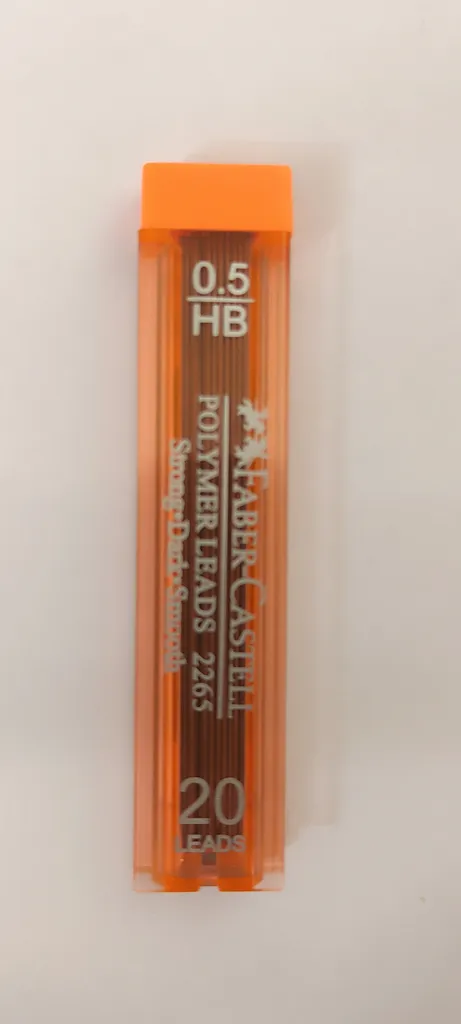 0.5
HB
FABER-CASTELL
POLYMER LEADS 2265
Strong•Dark•Smooth
20
LEADS